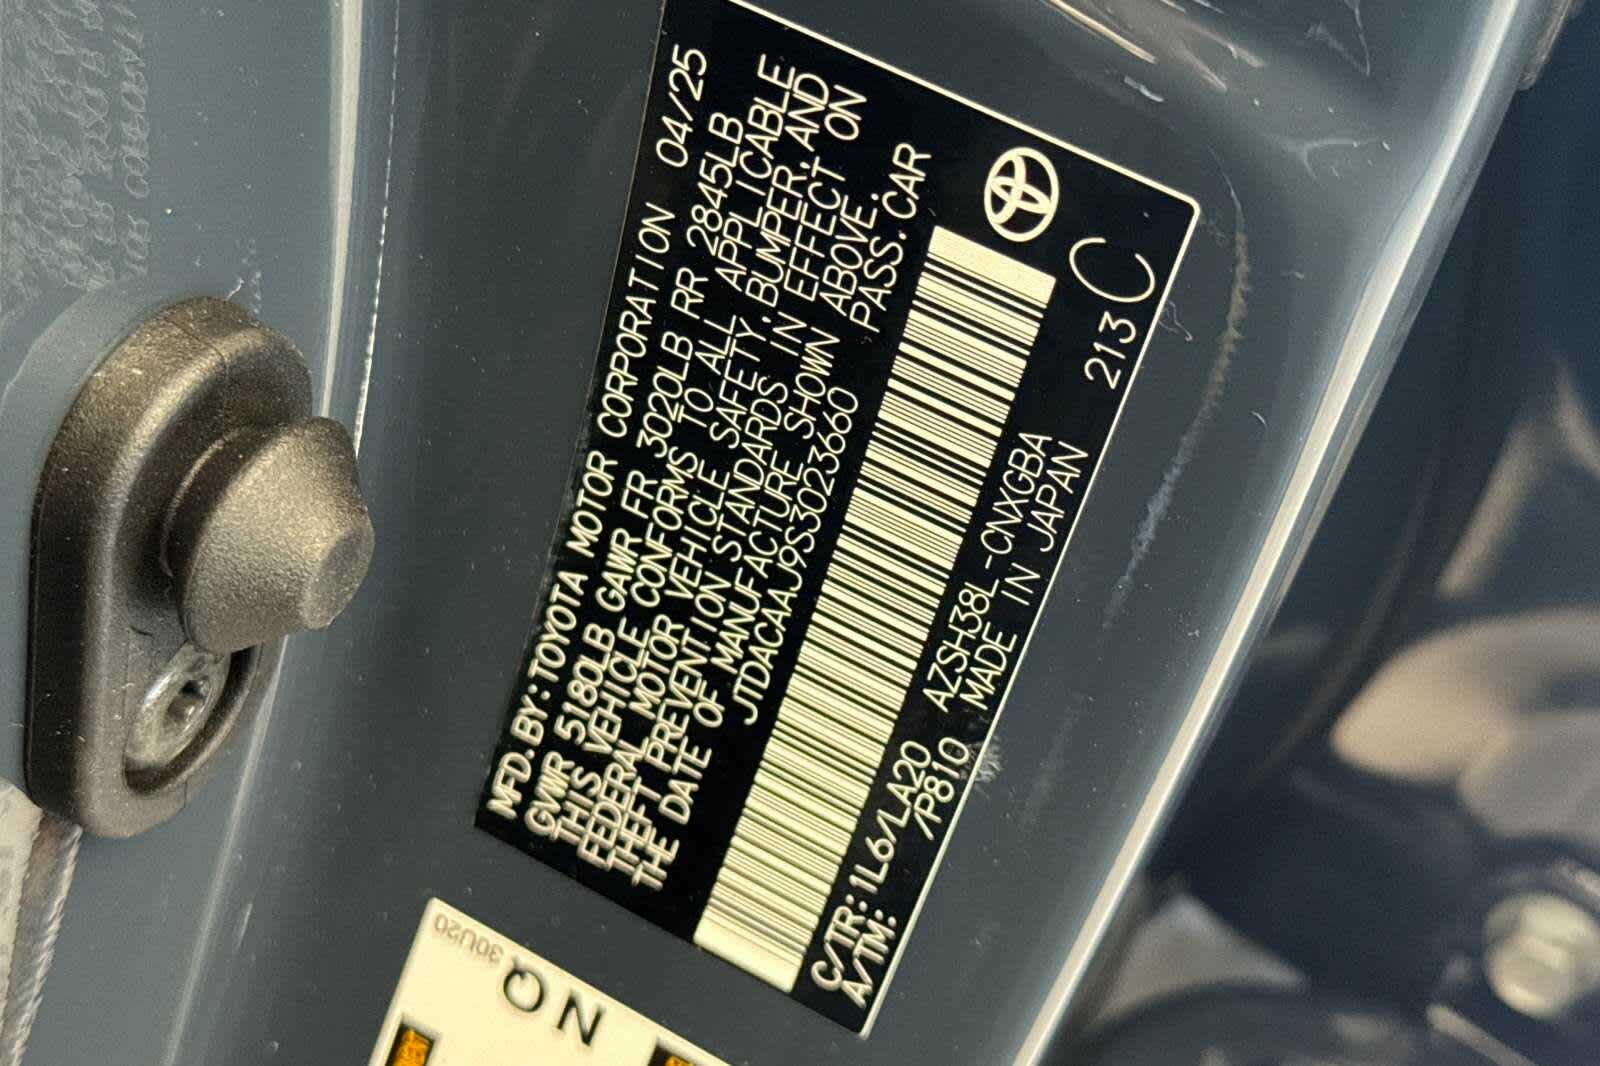 MFD. BY: TOYOTA MOTOR CORPORATION 04/25
GVWR 5180LB GAWR FR 3020LB RR 2845LB
THIS VEHICLE CONFORMS TO ALL APPLICABLE
FEDERAL MOTOR VEHICLE SAFETY, BUMPER, AND
THEFT PREVENTION STANDARDS IN EFFECT ON
THE DATE OF MANUFACTURE SHOWN ABOVE.
JTDACAAJ9S3023660 PASS. CAR
C/TR: 1L6/LA20 AZSH38L-CNXGBA 213 C
A/TM: /P810 MADE IN JAPAN
30U20
NQ